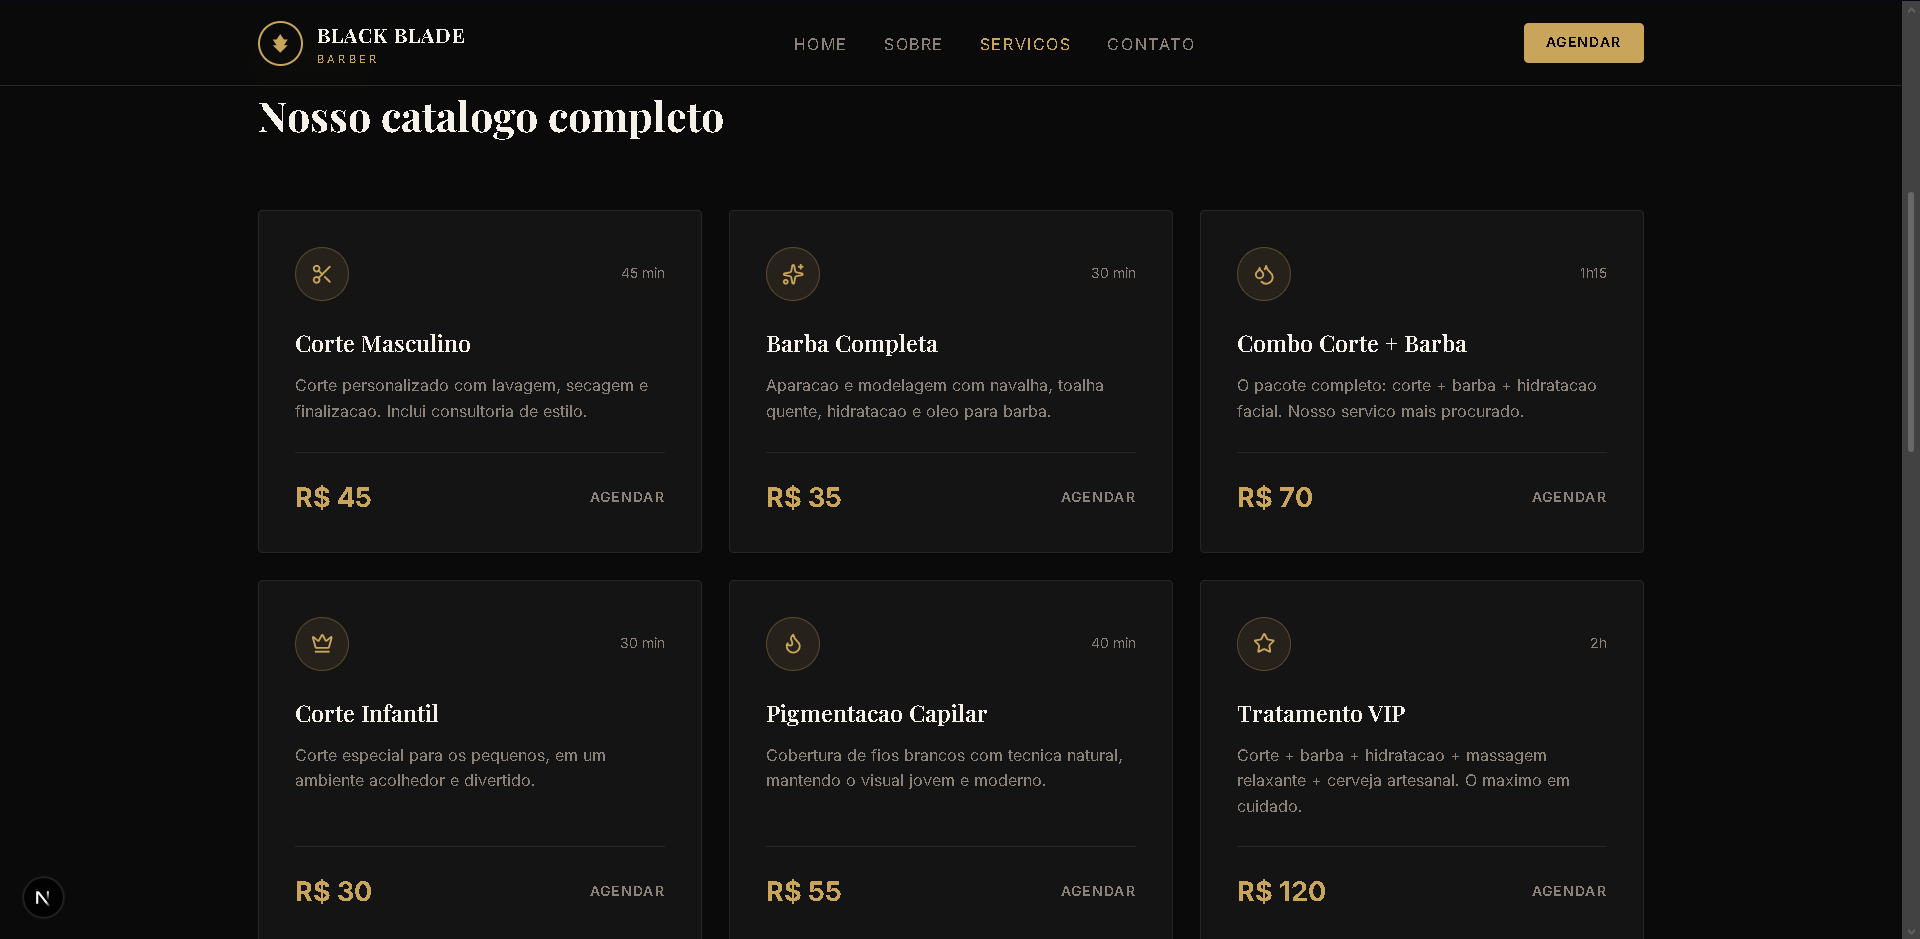 BLACK BLADE
BARBER
HOME
SOBRE
SERVICOS
CONTATO
AGENDAR
Nosso catalogo completo
45 min
Corte Masculino
Corte personalizado com lavagem, secagem e
finalizacao. Inclui consultoria de estilo.
R$ 45
AGENDAR
30 min
Barba Completa
Aparacao e modelagem com navalha, toalha
quente, hidratacao e oleo para barba.
R$ 35
AGENDAR
1h15
Combo Corte + Barba
O pacote completo: corte + barba + hidratacao
facial. Nosso servico mais procurado.
R$ 70
AGENDAR
30 min
Corte Infantil
Corte especial para os pequenos, em um
ambiente acolhedor e divertido.
R$ 30
AGENDAR
40 min
Pigmentacao Capilar
Cobertura de fios brancos com tecnica natural,
mantendo o visual jovem e moderno.
R$ 55
AGENDAR
2h
Tratamento VIP
Corte + barba + hidratacao + massagem
relaxante + cerveja artesanal. O maximo em
cuidado.
R$ 120
AGENDAR
N